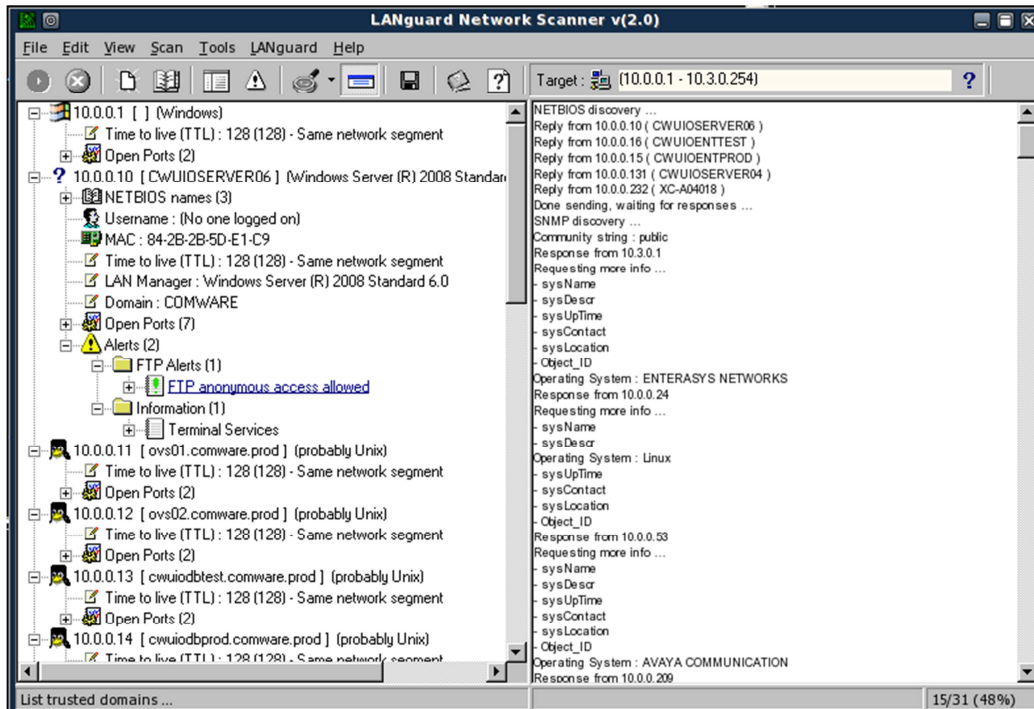 LANguard Network Scanner v(2.0)
File Edit View Scan Tools LANguard Help
Target : (10.0.0.1 - 10.3.0.254)
10.0.0.1 [ ] (Windows)
Time to live (TTL) : 128 (128) - Same network segment
Open Ports (2)
10.0.0.10 [ CWUIOSERVER06 ] (Windows Server (R) 2008 Standar
NETBIOS names (3)
Username : (No one logged on)
MAC : 84-2B-2B-5D-E1-C9
Time to live (TTL) : 128 (128) - Same network segment
LAN Manager : Windows Server (R) 2008 Standard 6.0
Domain : COMWARE
Open Ports (7)
Alerts (2)
FTP Alerts (1)
FTP anonymous access allowed
Information (1)
Terminal Services
10.0.0.11 [ ovs01.comware.prod ] (probably Unix)
Time to live (TTL) : 128 (128) - Same network segment
Open Ports (2)
10.0.0.12 [ ovs02.comware.prod ] (probably Unix)
Time to live (TTL) : 128 (128) - Same network segment
Open Ports (2)
10.0.0.13 [ cwuiodbtest.comware.prod ] (probably Unix)
Time to live (TTL) : 128 (128) - Same network segment
Open Ports (2)
10.0.0.14 [ cwuiodbprod.comware.prod ] (probably Unix)
Time to live (TTL) : 128 (128) - Same network segment
NETBIOS discovery ...
Reply from 10.0.0.10 ( CWUIOSERVER06 )
Reply from 10.0.0.16 ( CWUIOENTTEST )
Reply from 10.0.0.15 ( CWUIOENTPROD )
Reply from 10.0.0.131 ( CWUIOSERVER04 )
Reply from 10.0.0.232 ( XC-A04018 )
Done sending, waiting for responses ...
SNMP discovery ...
Community string : public
Response from 10.3.0.1
Requesting more info ...
- sysName
- sysDescr
- sysUpTime
- sysContact
- sysLocation
- Object_ID
Operating System : ENTERASYS NETWORKS
Response from 10.0.0.24
Requesting more info ...
- sysName
- sysDescr
Operating System : Linux
- sysUpTime
- sysContact
- sysLocation
- Object_ID
Response from 10.0.0.53
Requesting more info ...
- sysName
- sysDescr
- sysUpTime
- sysContact
- sysLocation
- Object_ID
Operating System : AVAYA COMMUNICATION
Response from 10.0.0.209
List trusted domains ...
15/31 (48%)